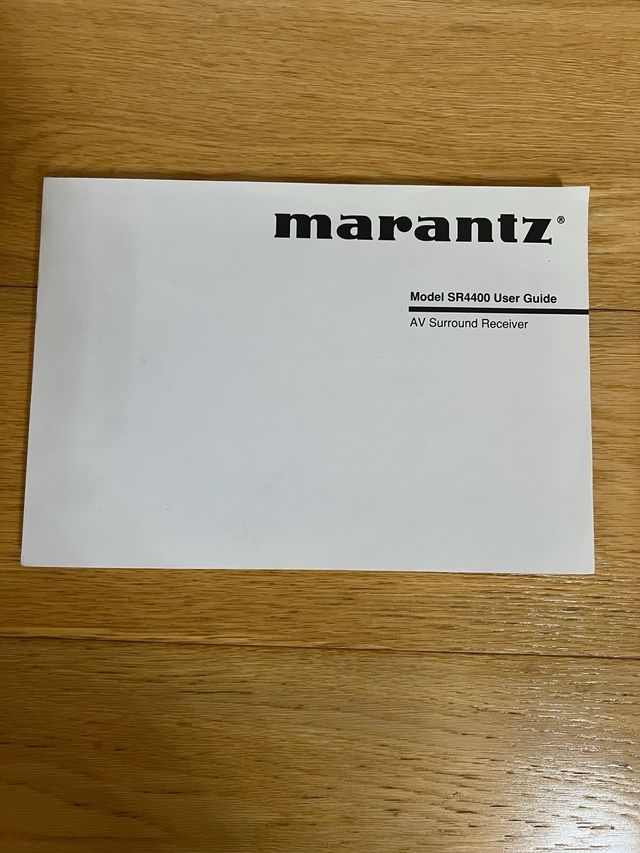 marantz®
Model SR4400 User Guide
AV Surround Receiver